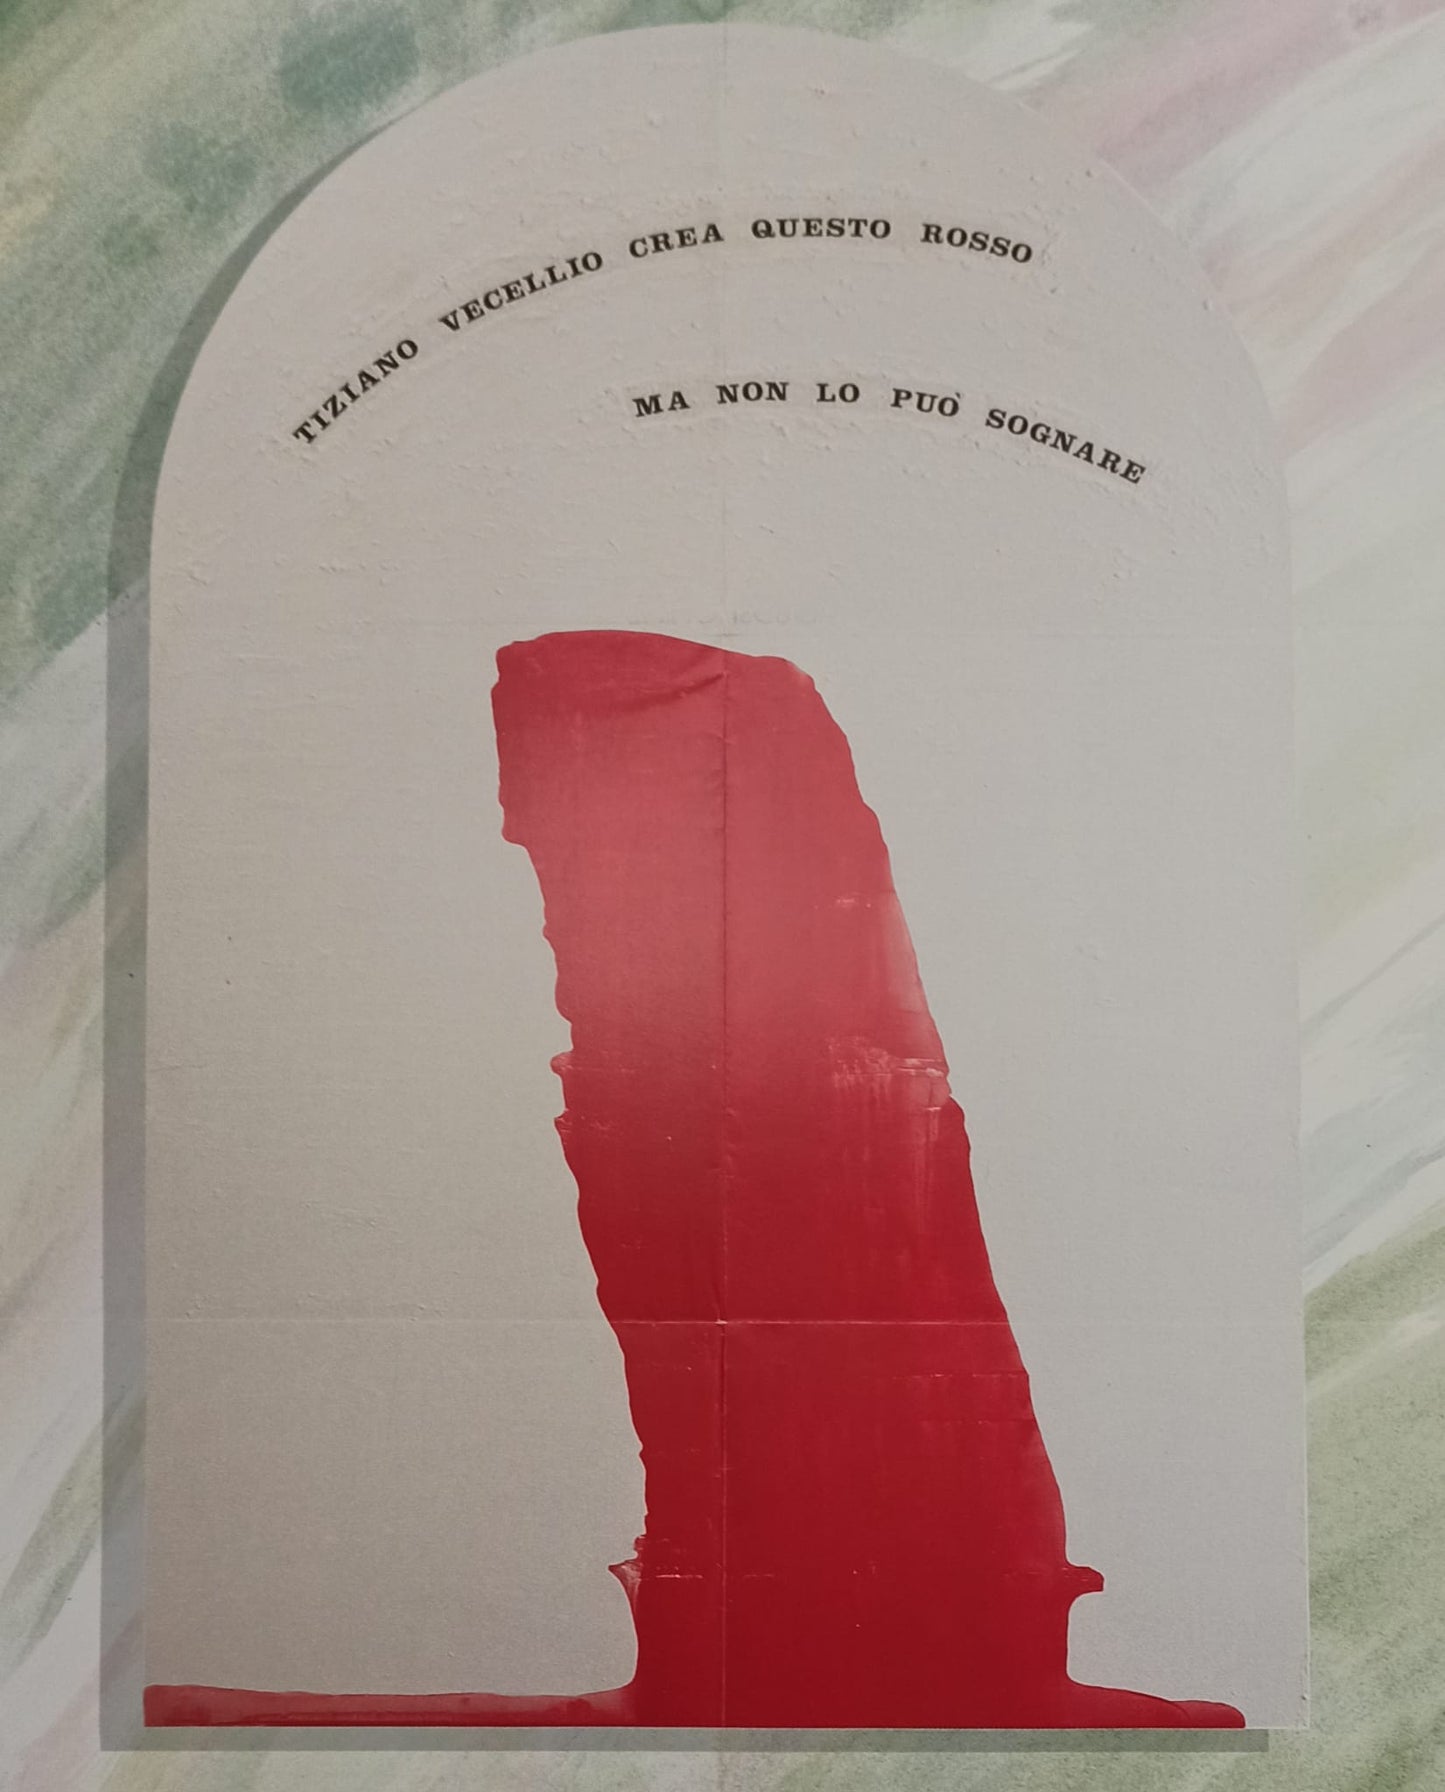 TIZIANO VECELLIO CREA QUESTO ROSSO
MA NON LO PUÒ SOGNARE